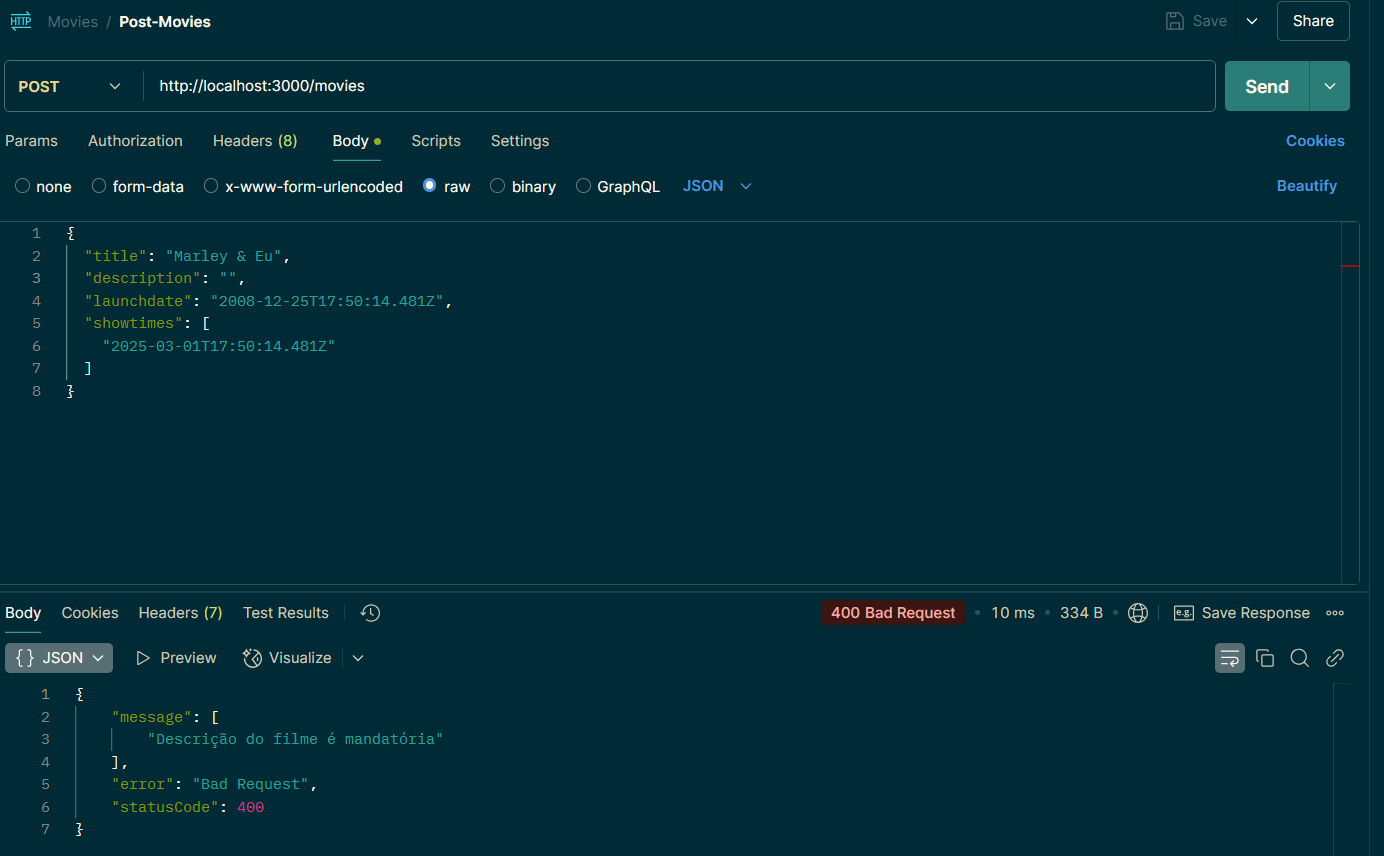 HTTP Movies / Post-Movies Save Share
POST http://localhost:3000/movies Send
Params Authorization Headers (8) Body Scripts Settings Cookies
none form-data x-www-form-urlencoded raw binary GraphQL JSON Beautify
1 {
2 "title": "Marley & Eu",
3 "description": "",
4 "launchdate": "2008-12-25T17:50:14.481Z",
5 "showtimes": [
6 "2025-03-01T17:50:14.481Z"
7 ]
8 }
Body Cookies Headers (7) Test Results 400 Bad Request 10 ms 334 B e.g. Save Response
{} JSON Preview Visualize
1 {
2 "message": [
3 "Descrição do filme é mandatória"
4 ],
5 "error": "Bad Request",
6 "statusCode": 400
7 }